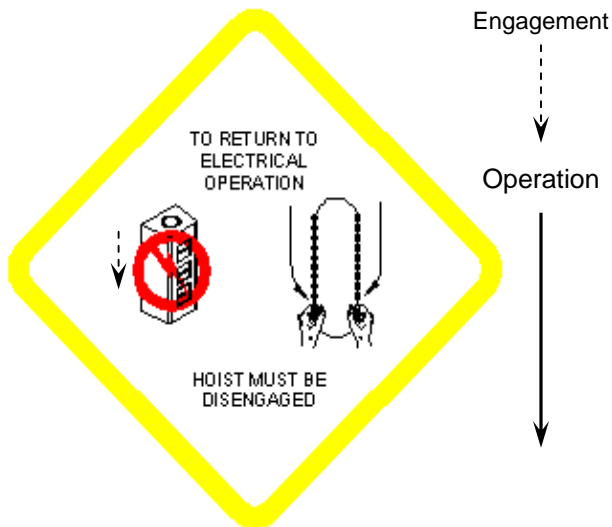 Engagement
TO RETURN TO
ELECTRICAL
OPERATION
Operation
HOIST MUST BE
DISENGAGED